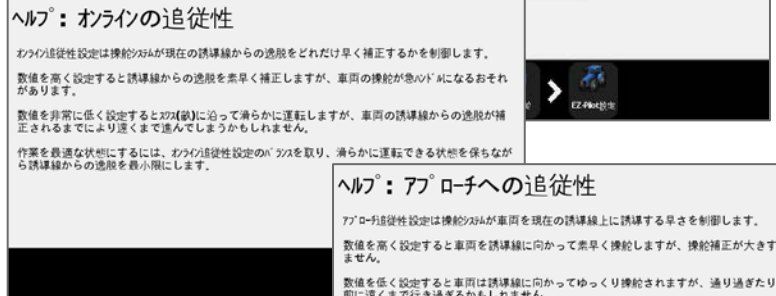 ヘルプ：オンラインの追従性
オンライン追従性設定は操舵システムが現在の誘導線からの逸脱をどれだけ早く補正するかを制御します。
数値を高く設定すると誘導線からの逸脱を素早く補正しますが、車両の操舵が急ハンドルになるおそれ
があります。
数値を非常に低く設定するとスワス(畝)に沿って滑らかに運転しますが、車両の誘導線からの逸脱が補
正されるまでにより遠くまで進んでしまうかもしれません。
作業を最適な状態にするには、オンライン追従性設定のバランスを取り、滑らかに運転できる状態を保ちなが
ら誘導線からの逸脱を最小限にします。
EZ-Pilot設定
ヘルプ：アプローチへの追従性
アプローチ追従性設定は操舵システムが車両を現在の誘導線上に誘導する早さを制御します。
数値を高く設定すると車両を誘導線に向かって素早く操舵しますが、操舵補正が大きす
ません。
数値を低く設定すると車両は誘導線に向かってゆっくり操舵されますが、通り過ぎたり
前に遠くまで行き過ぎるかもしれません。